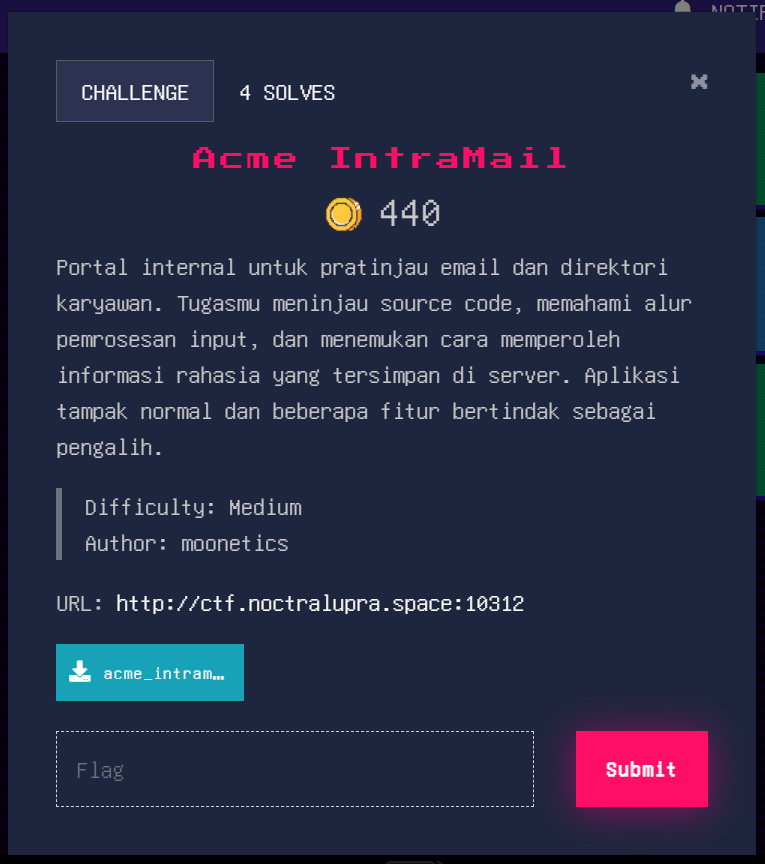 CHALLENGE
4 SOLVES
Acme IntraMail
440
Portal internal untuk pratinjau email dan direktori
karyawan. Tugasmu meninjau source code, memahami alur
pemrosesan input, dan menemukan cara memperoleh
informasi rahasia yang tersimpan di server. Aplikasi
tampak normal dan beberapa fitur bertindak sebagai
pengalih.
Difficulty: Medium
Author: moonetics
URL: http://ctf.noctralupra.space:10312
acme_intram…
Flag
Submit